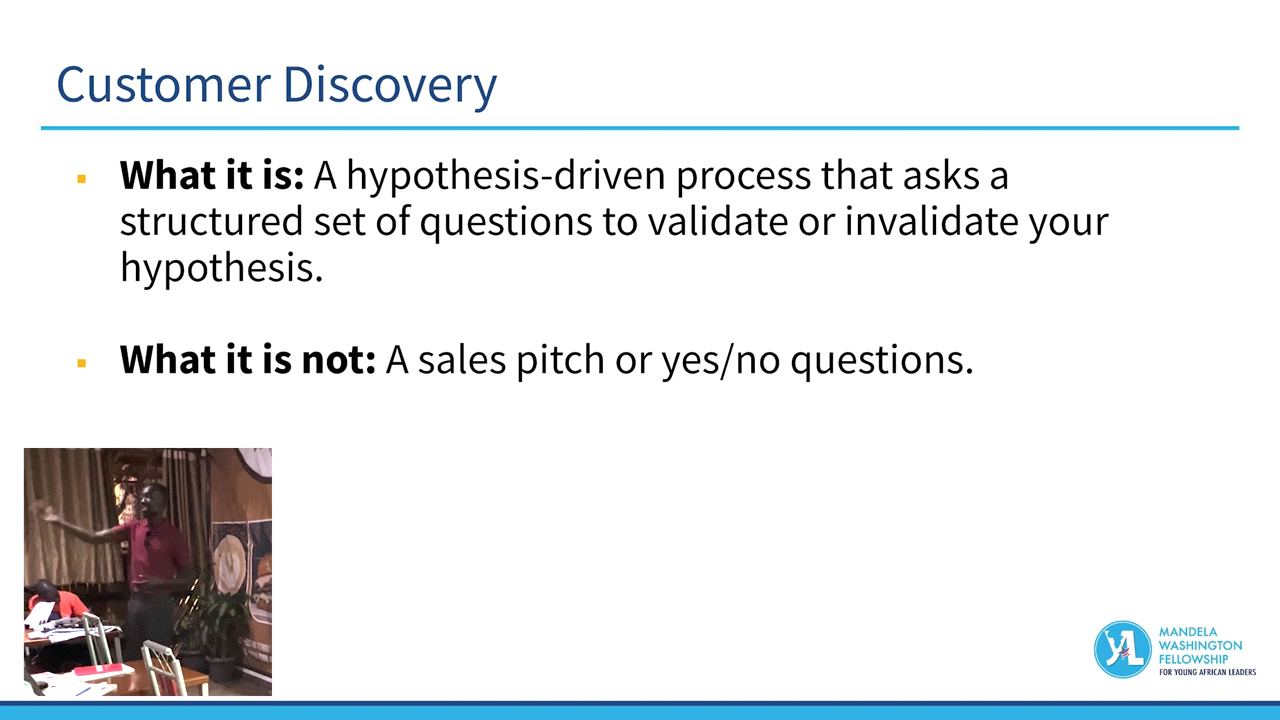 Customer Discovery
▪ What it is: A hypothesis-driven process that asks a
structured set of questions to validate or invalidate your
hypothesis.
▪ What it is not: A sales pitch or yes/no questions.
YAL
MANDELA
WASHINGTON
FELLOWSHIP
FOR YOUNG AFRICAN LEADERS